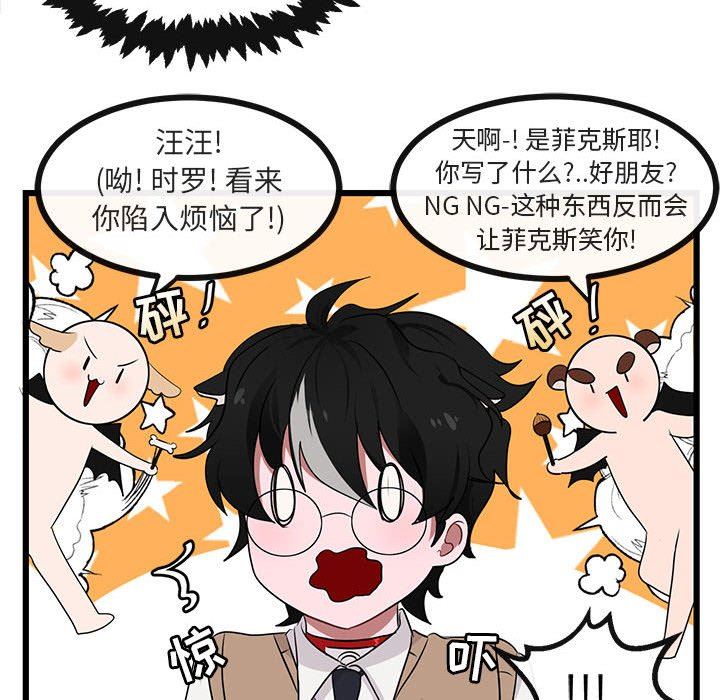 汪汪!
(呦! 时罗! 看来
你陷入烦恼了!)
天啊-! 是菲克斯耶!
你写了什么?..好朋友?
NG NG-这种东西反而会
让菲克斯笑你!
砰!
砰!
惊
吓
!!!